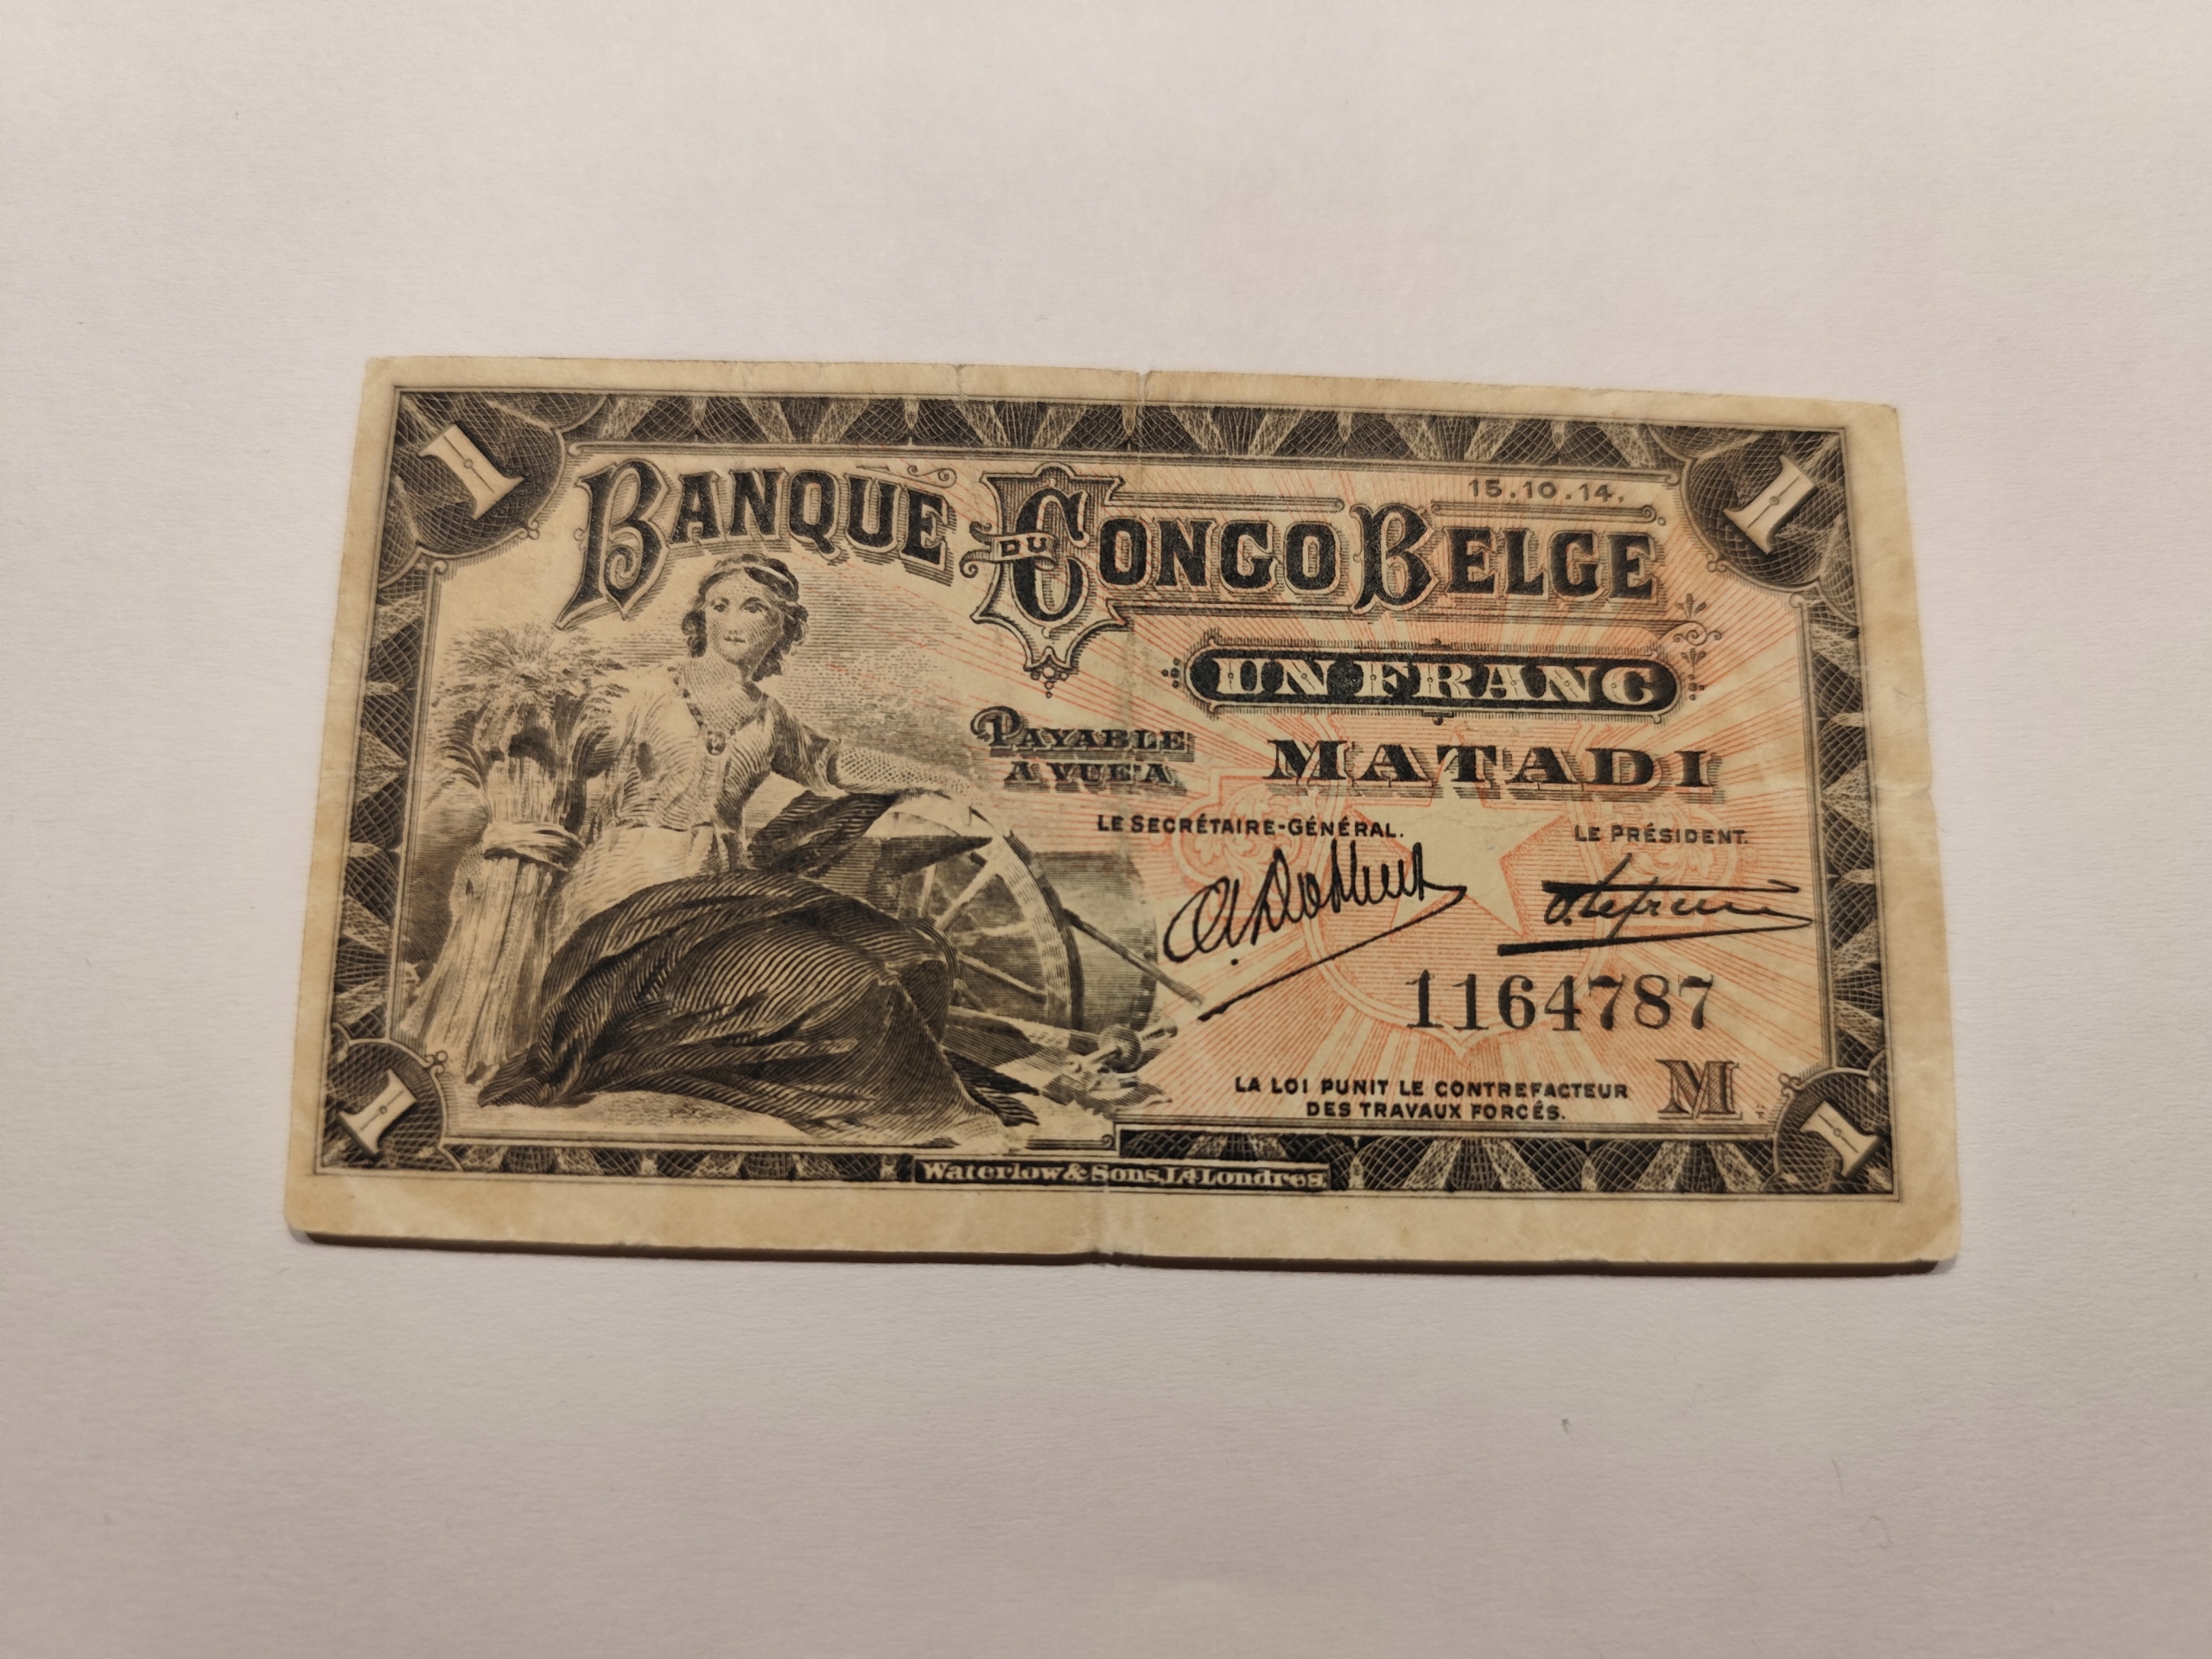 1
1
15.10.14.
BANQUE DU CONGO BELGE
UN FRANC
PAYABLE
A VUE A
MATADI
LE SECRÉTAIRE-GÉNÉRAL.
LE PRÉSIDENT.
1164787
LA LOI PUNIT LE CONTREFACTEUR
DES TRAVAUX FORCÉS.
M
1
1
Waterlow & Sons, Ld Londres.